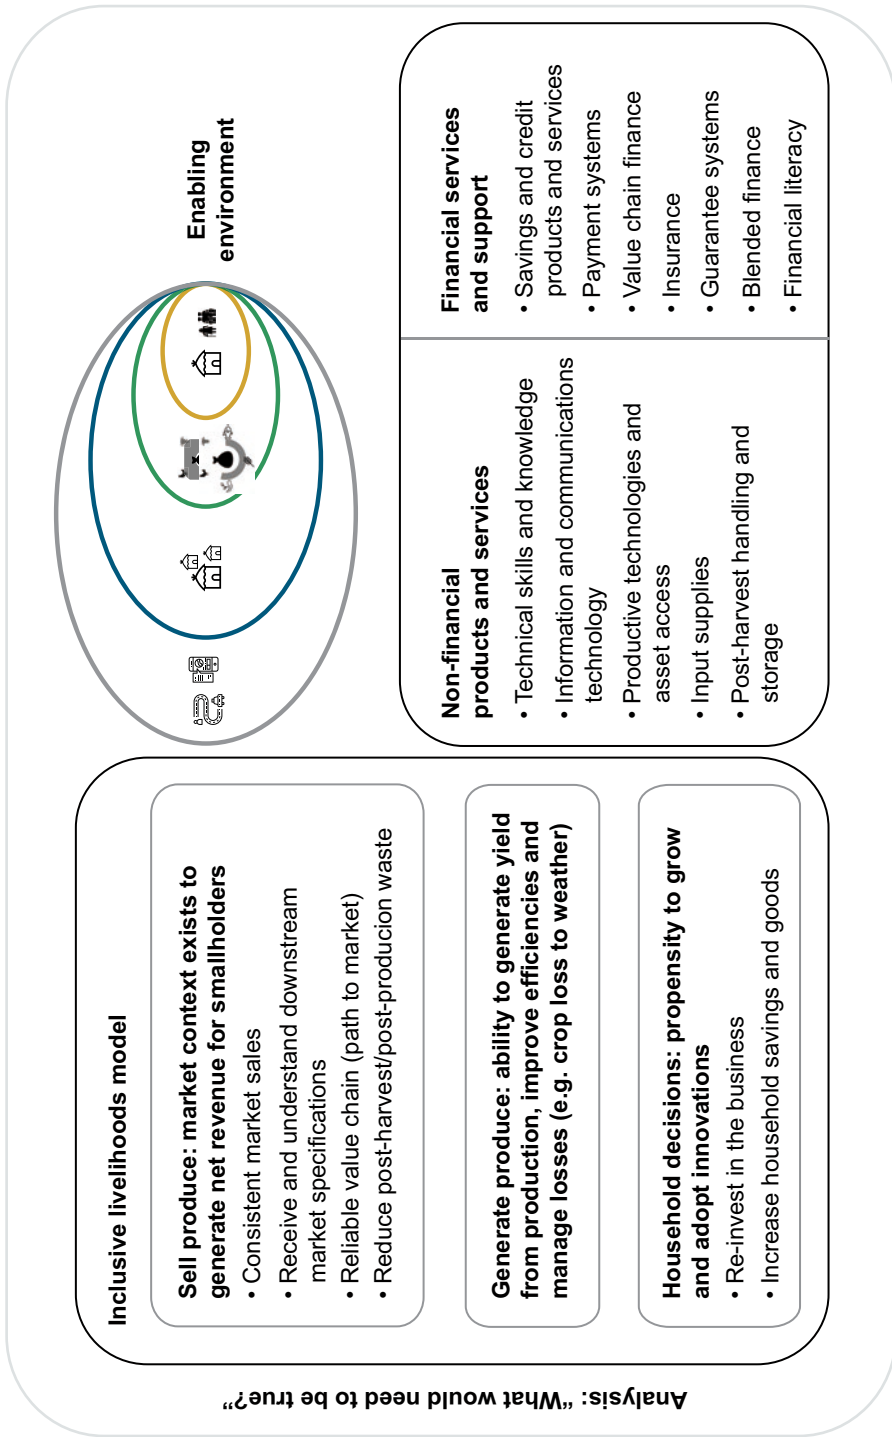 Analysis: “What would need to be true?”
Inclusive livelihoods model
Sell produce: market context exists to
generate net revenue for smallholders
• Consistent market sales
• Receive and understand downstream
market specifications
• Reliable value chain (path to market)
• Reduce post-harvest/post-producion waste
Generate produce: ability to generate yield
from production, improve efficiencies and
manage losses (e.g. crop loss to weather)
Household decisions: propensity to grow
and adopt innovations
• Re-invest in the business
• Increase household savings and goods
Enabling
environment
Non-financial
products and services
• Technical skills and knowledge
• Information and communications
technology
• Productive technologies and
asset access
• Input supplies
• Post-harvest handling and
storage
Financial services
and support
• Savings and credit
products and services
• Payment systems
• Value chain finance
• Insurance
• Guarantee systems
• Blended finance
• Financial literacy